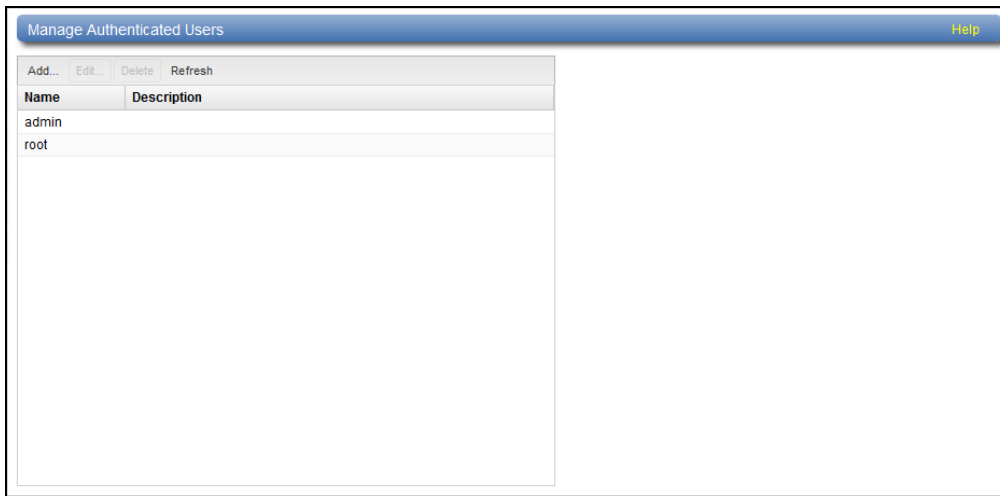 Manage Authenticated Users Help
Add... Edit... Delete Refresh
Name Description
admin
root